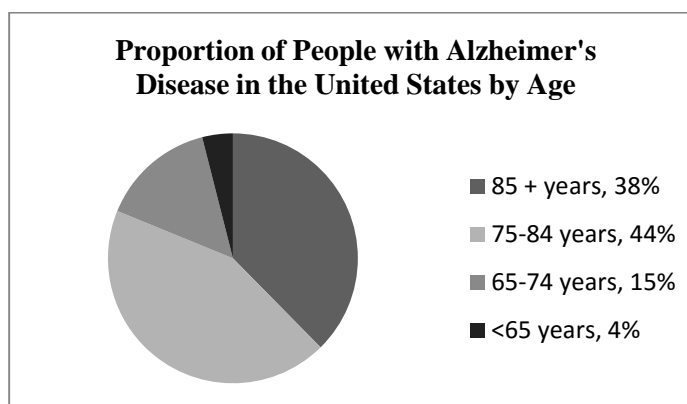 Proportion of People with Alzheimer's
Disease in the United States by Age
85 + years, 38%
75-84 years, 44%
65-74 years, 15%
<65 years, 4%